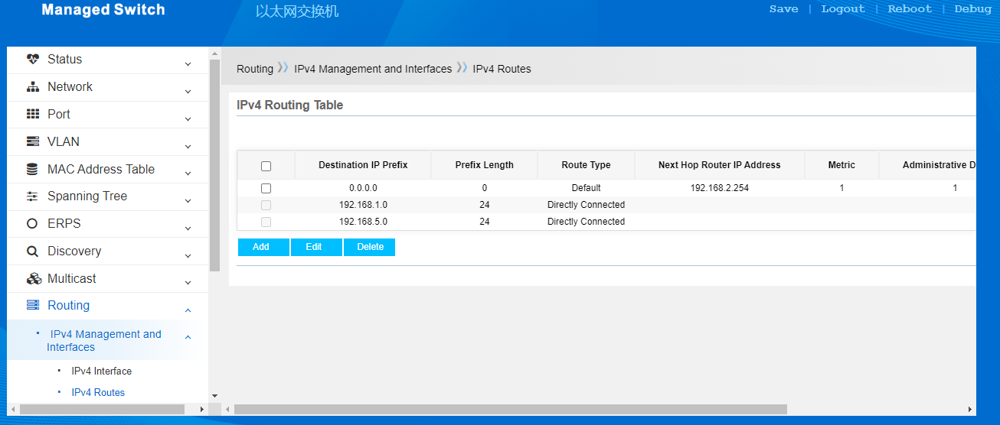 Managed Switch
以太网交换机
Save | Logout | Reboot | Debug
Status
Network
Port
VLAN
MAC Address Table
Spanning Tree
ERPS
Discovery
Multicast
Routing
IPv4 Management and
Interfaces
IPv4 Interface
IPv4 Routes
Routing IPv4 Management and Interfaces IPv4 Routes
IPv4 Routing Table
Destination IP Prefix Prefix Length Route Type Next Hop Router IP Address Metric Administrative D
0.0.0.0 0 Default 192.168.2.254 1 1
192.168.1.0 24 Directly Connected
192.168.5.0 24 Directly Connected
Add Edit Delete